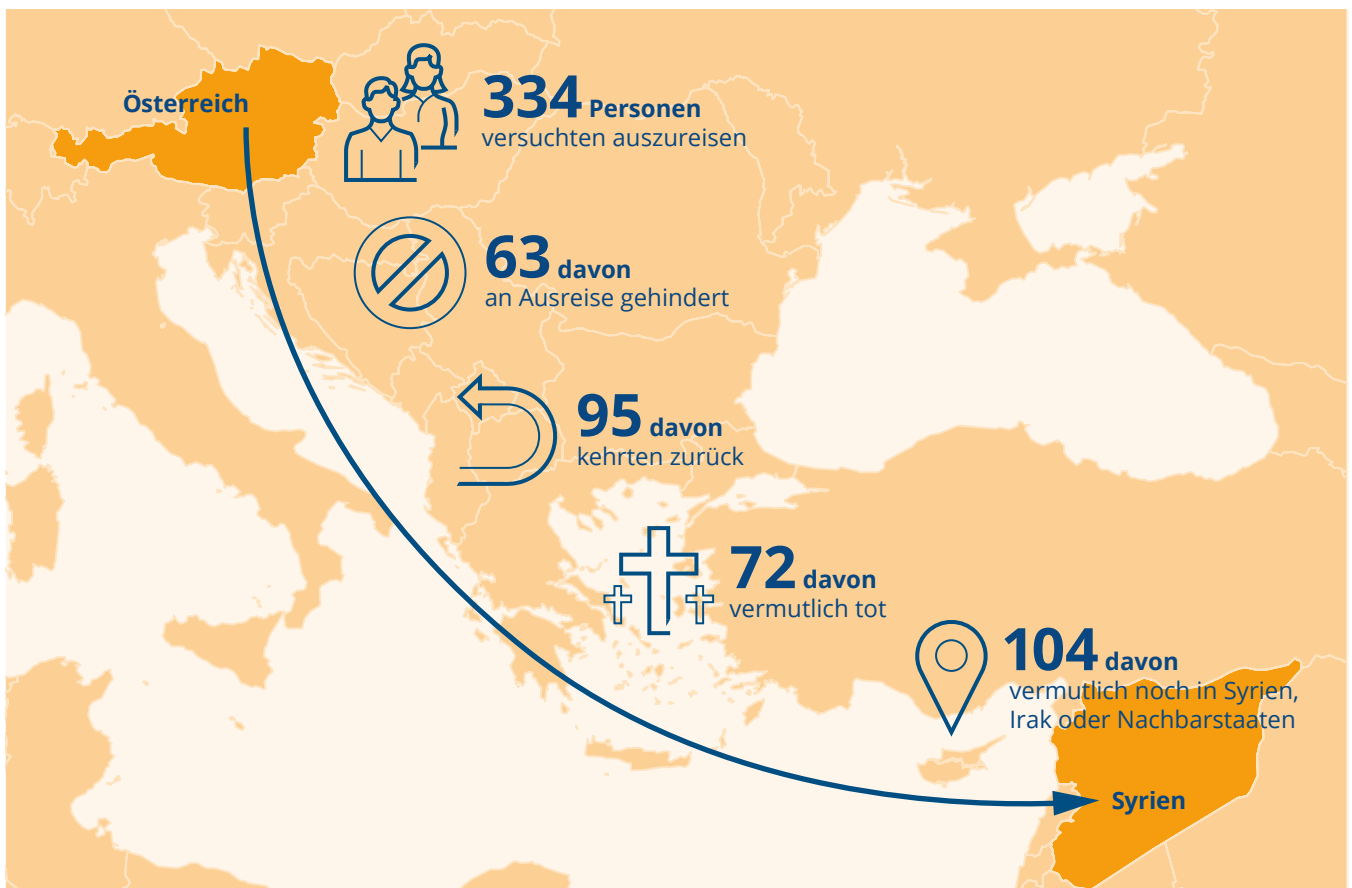 Österreich
334 Personen
versuchten auszureisen
63 davon
an Ausreise gehindert
95 davon
kehrten zurück
72 davon
vermutlich tot
104 davon
vermutlich noch in Syrien,
Irak oder Nachbarstaaten
Syrien